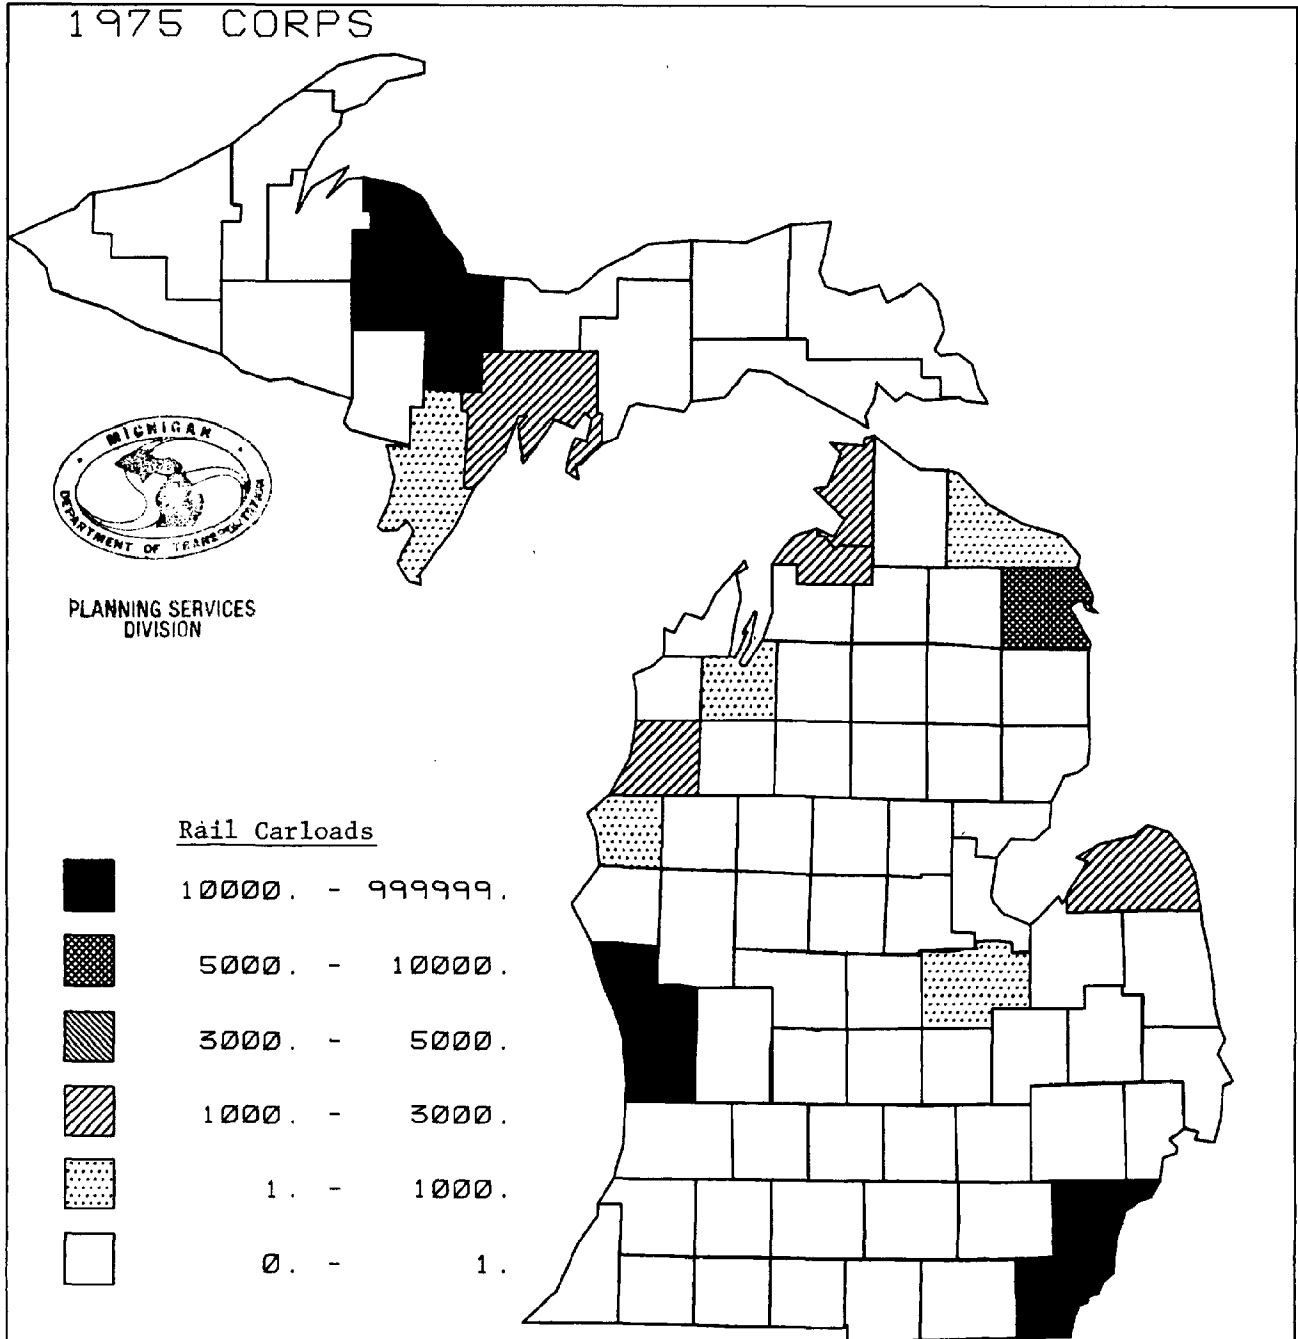 1975 CORPS
MICHIGAN
DEPARTMENT OF
PLANNING SERVICES
DIVISION
Rail Carloads
10000. - 999999.
5000. - 10000.
3000. - 5000.
1000. - 3000.
1. - 1000.
0. - 1.